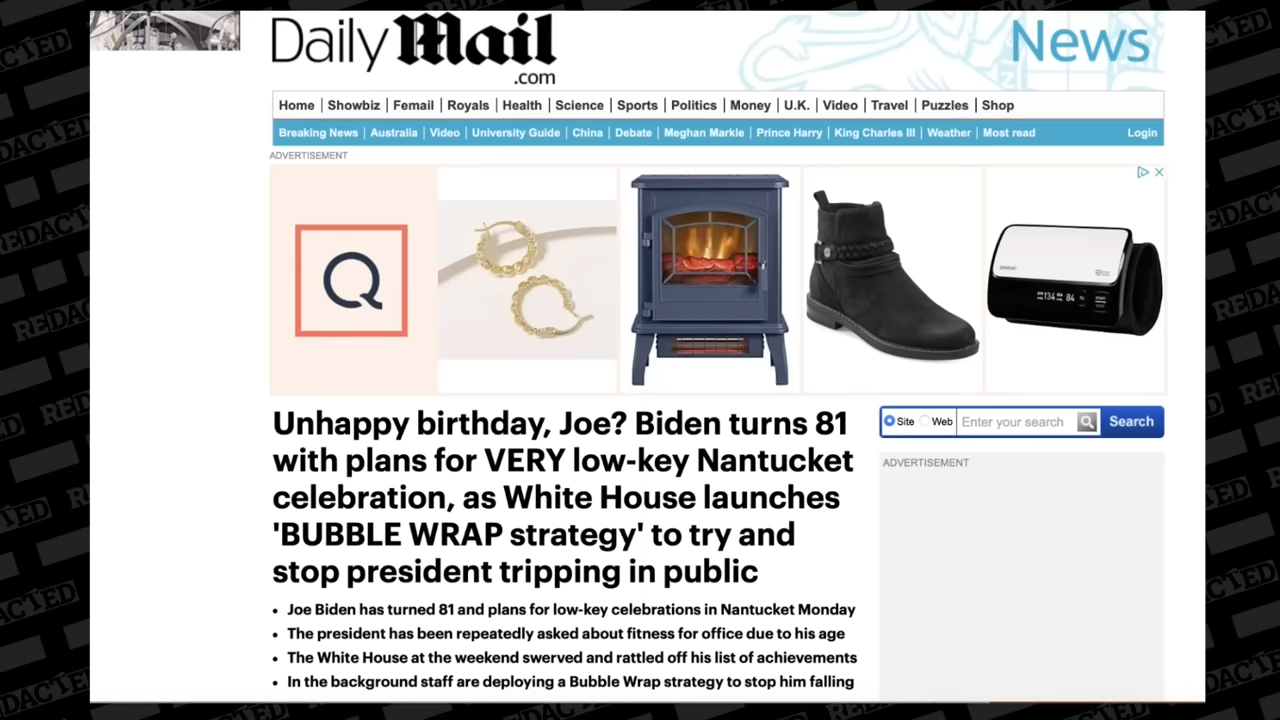 Daily Mail
.com
News
Home | Showbiz | Femail | Royals | Health | Science | Sports | Politics | Money | U.K. | Video | Travel | Puzzles | Shop
Breaking News | Australia | Video | University Guide | China | Debate | Meghan Markle | Prince Harry | King Charles III | Weather | Most read
Login
ADVERTISEMENT
Q
134 84
Unhappy birthday, Joe? Biden turns 81
with plans for VERY low-key Nantucket
celebration, as White House launches
'BUBBLE WRAP strategy' to try and
stop president tripping in public
Site Web Enter your search Search
ADVERTISEMENT
• Joe Biden has turned 81 and plans for low-key celebrations in Nantucket Monday
• The president has been repeatedly asked about fitness for office due to his age
• The White House at the weekend swerved and rattled off his list of achievements
• In the background staff are deploying a Bubble Wrap strategy to stop him falling
REDACTED